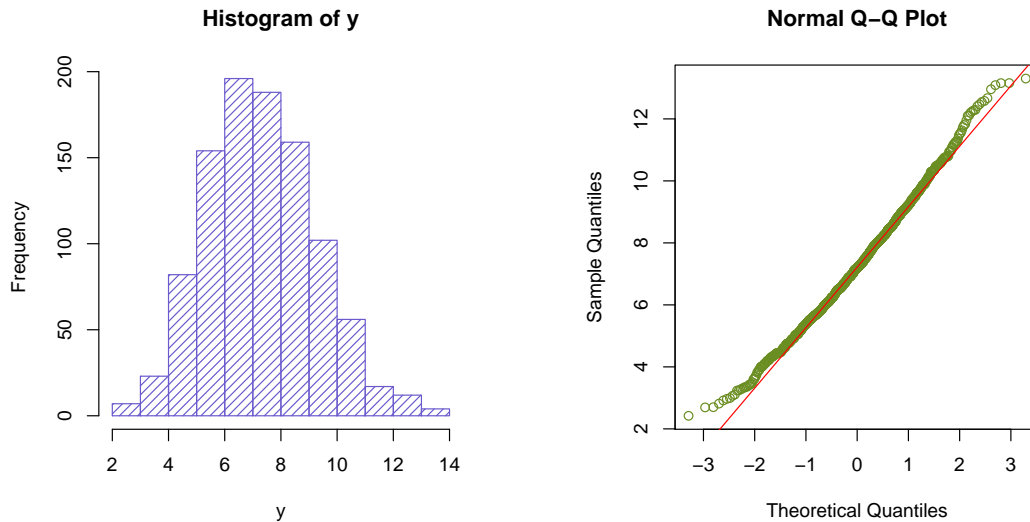 Histogram of y
Frequency
0
50
100
150
200
2 4 6 8 10 12 14
y
Normal Q−Q Plot
Sample Quantiles
2
4
6
8
10
12
−3 −2 −1 0 1 2 3
Theoretical Quantiles